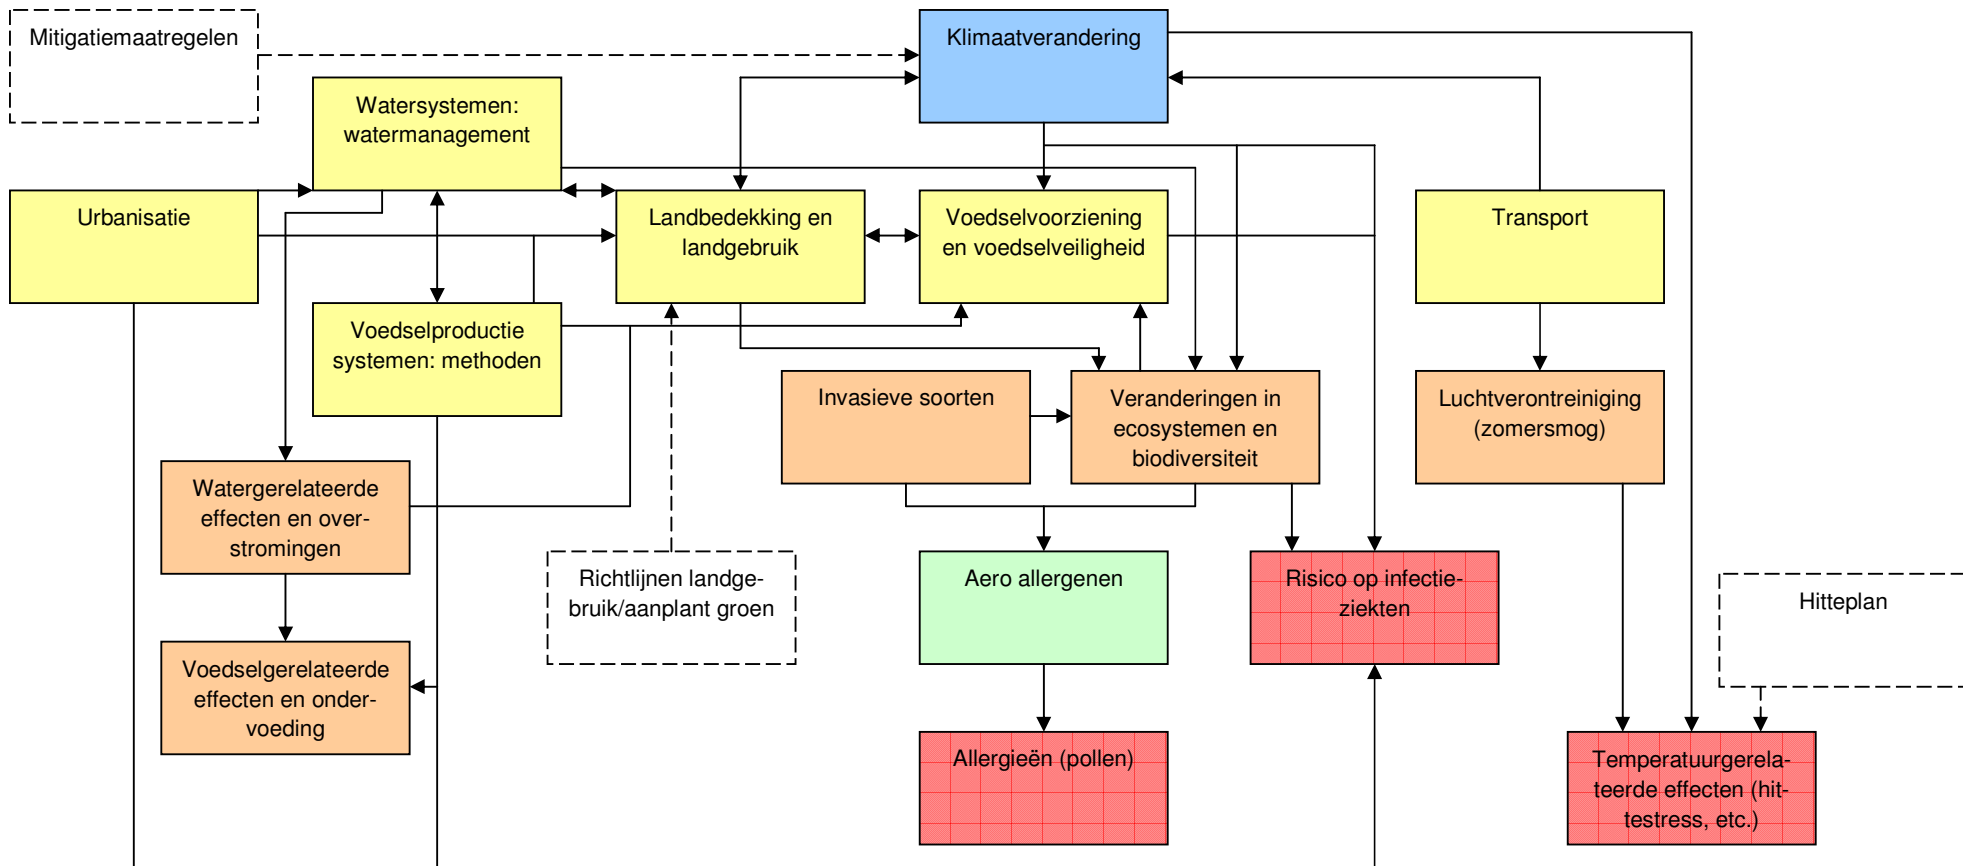 Mitigatiemaatregelen
Klimaatverandering
Watersystemen:
watermanagement
Urbanisatie
Landbedekking en
landgebruik
Voedselvoorziening
en voedselveiligheid
Transport
Voedselproductie
systemen: methoden
Invasieve soorten
Veranderingen in
ecosystemen en
biodiversiteit
Luchtverontreiniging
(zomersmog)
Watergerelateerde
effecten en over-
stromingen
Richtlijnen landge-
bruik/aanplant groen
Aero allergenen
Risico op infectie-
ziekten
Hitteplan
Voedselgerelateerde
effecten en onder-
voeding
Allergieën (pollen)
Temperatuurgerela-
teerde effecten (hit-
testress, etc.)